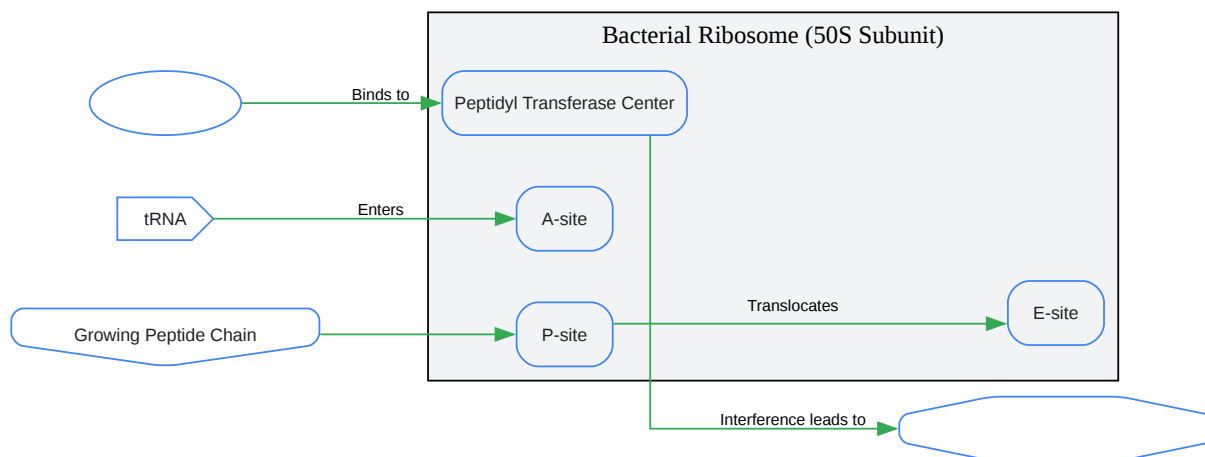 Bacterial Ribosome (50S Subunit)
Binds to
Peptidyl Transferase Center
tRNA
Enters
A-site
Growing Peptide Chain
P-site
Translocates
E-site
Interference leads to